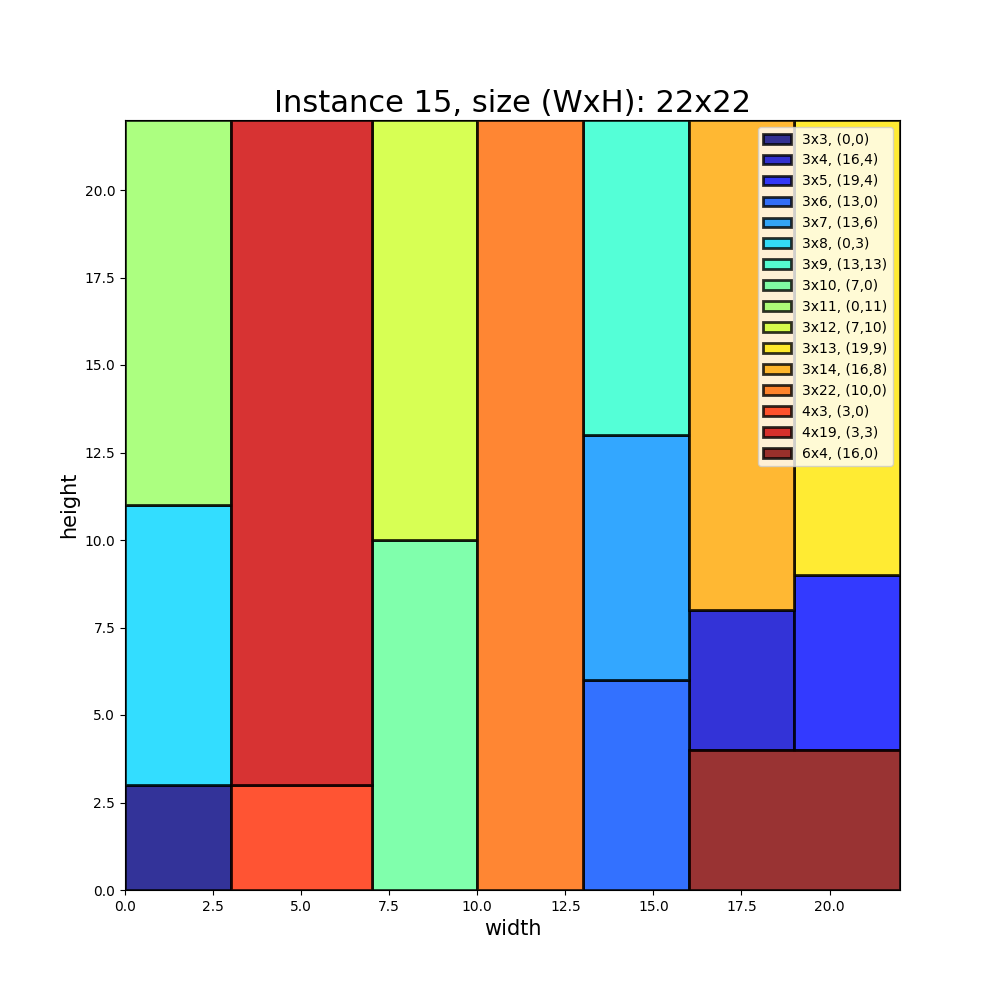 Instance 15, size (WxH): 22x22
3x3, (0,0)
3x4, (16,4)
3x5, (19,4)
3x6, (13,0)
3x7, (13,6)
3x8, (0,3)
3x9, (13,13)
3x10, (7,0)
3x11, (0,11)
3x12, (7,10)
3x13, (19,9)
3x14, (16,8)
3x22, (10,0)
4x3, (3,0)
4x19, (3,3)
6x4, (16,0)
height
20.0
17.5
15.0
12.5
10.0
7.5
5.0
2.5
0.0
0.0 2.5 5.0 7.5 10.0 12.5 15.0 17.5 20.0
width